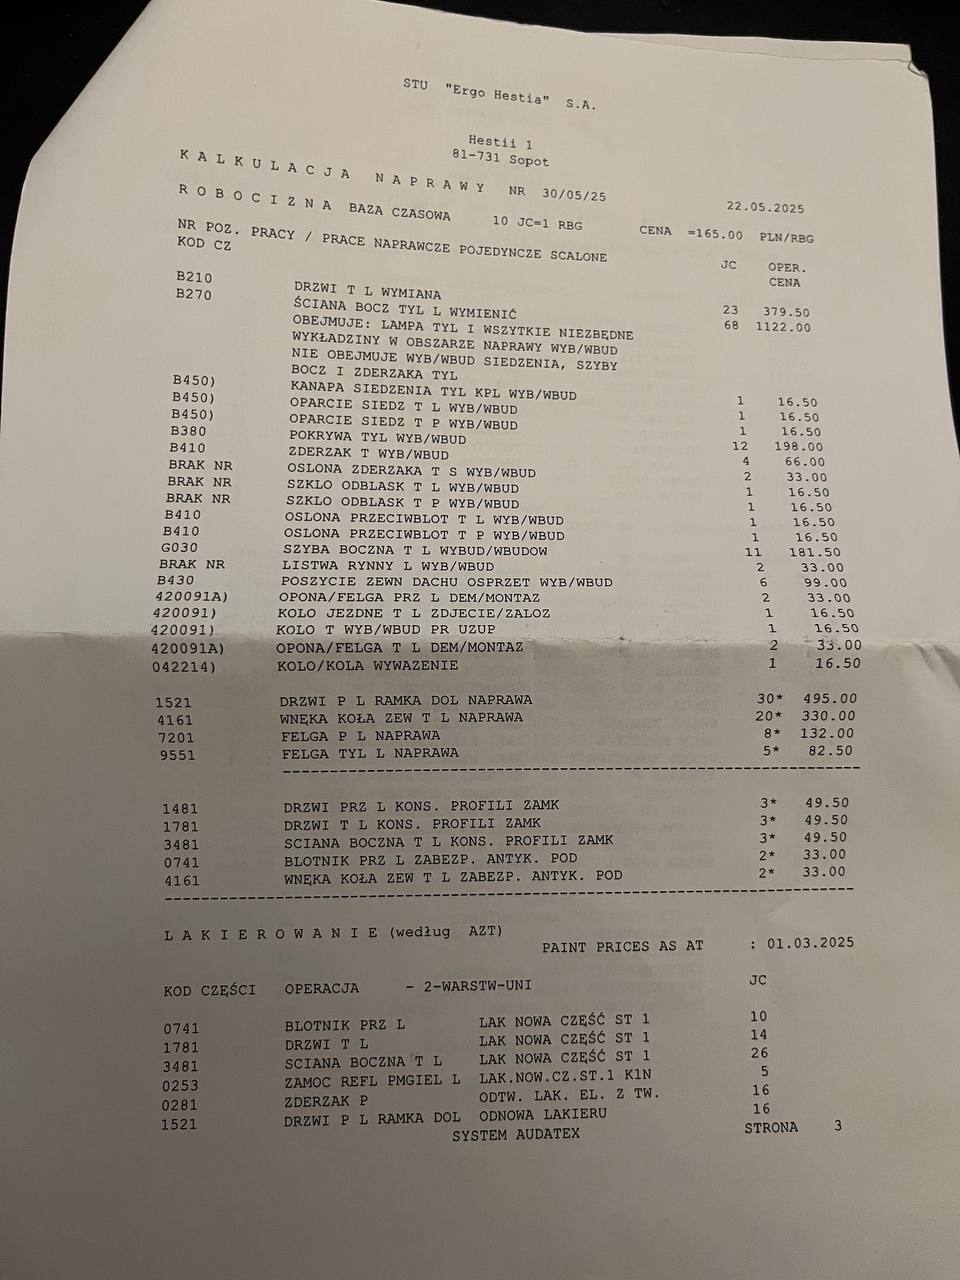 STU "Ergo Hestia" S.A.
Hestii 1
81-731 Sopot
KALKULACJA NAPRAWY NR 30/05/25
22.05.2025
ROBOCIZNA BAZA CZASOWA 10 JC=1 RBG CENA =165.00 PLN/RBG
NR POZ. PRACY / PRACE NAPRAWCZE POJEDYNCZE SCALONE JC OPER.
KOD CZ CENA
B210 DRZWI T L WYMIANA 23 379.50
B270 ŚCIANA BOCZ TYL L WYMIENIĆ 68 1122.00
OBEJMUJE: LAMPA TYL I WSZYTKIE NIEZBĘDNE
WYKŁADZINY W OBSZARZE NAPRAWY WYB/WBUD
NIE OBEJMUJE WYB/WBUD SIEDZENIA, SZYBY
BOCZ I ZDERZAKA TYL
B450) KANAPA SIEDZENIA TYL KPL WYB/WBUD 1 16.50
B450) OPARCIE SIEDZ T L WYB/WBUD 1 16.50
B450) OPARCIE SIEDZ T P WYB/WBUD 1 16.50
B380 POKRYWA TYL WYB/WBUD 12 198.00
B410 ZDERZAK T WYB/WBUD 4 66.00
BRAK NR OSLONA ZDERZAKA T S WYB/WBUD 2 33.00
BRAK NR SZKLO ODBLASK T L WYB/WBUD 1 16.50
BRAK NR SZKLO ODBLASK T P WYB/WBUD 1 16.50
B410 OSLONA PRZECIWBLOT T L WYB/WBUD 1 16.50
B410 OSLONA PRZECIWBLOT T P WYB/WBUD 1 16.50
G030 SZYBA BOCZNA T L WYBUD/WBUDOW 11 181.50
BRAK NR LISTWA RYNNY L WYB/WBUD 2 33.00
B430 POSZYCIE ZEWN DACHU OSPRZET WYB/WBUD 6 99.00
420091A) OPONA/FELGA PRZ L DEM/MONTAZ 2 33.00
420091) KOLO JEZDNE T L ZDJECIE/ZALOZ 1 16.50
420091) KOLO T WYB/WBUD PR UZUP 1 16.50
420091A) OPONA/FELGA T L DEM/MONTAZ 2 33.00
042214) KOLO/KOLA WYWAZENIE 1 16.50
1521 DRZWI P L RAMKA DOL NAPRAWA 30* 495.00
4161 WNĘKA KOŁA ZEW T L NAPRAWA 20* 330.00
7201 FELGA P L NAPRAWA 8* 132.00
9551 FELGA TYL L NAPRAWA 5* 82.50
1481 DRZWI PRZ L KONS. PROFILI ZAMK 3* 49.50
1781 DRZWI T L KONS. PROFILI ZAMK 3* 49.50
3481 SCIANA BOCZNA T L KONS. PROFILI ZAMK 3* 49.50
0741 BLOTNIK PRZ L ZABEZP. ANTYK. POD 2* 33.00
4161 WNĘKA KOŁA ZEW T L ZABEZP. ANTYK. POD 2* 33.00
LAKIEROWANIE (według AZT)
PAINT PRICES AS AT : 01.03.2025
KOD CZĘŚCI OPERACJA - 2-WARSTW-UNI JC
0741 BLOTNIK PRZ L LAK NOWA CZĘŚĆ ST 1 10
1781 DRZWI T L LAK NOWA CZĘŚĆ ST 1 14
3481 SCIANA BOCZNA T L LAK NOWA CZĘŚĆ ST 1 26
0253 ZAMOC REFL PMGIEL L LAK.NOW.CZ.ST.1 K1N 5
0281 ZDERZAK P ODTW. LAK. EL. Z TW. 16
1521 DRZWI P L RAMKA DOL ODNOWA LAKIERU 16
SYSTEM AUDATEX STRONA 3